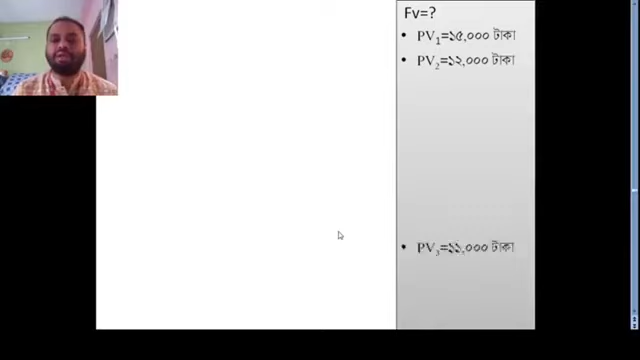 Fv=?
• PV₁=১৫,০০০ টাকা
• PV₂=১২,০০০ টাকা
• PV₃=১১,০০০ টাকা